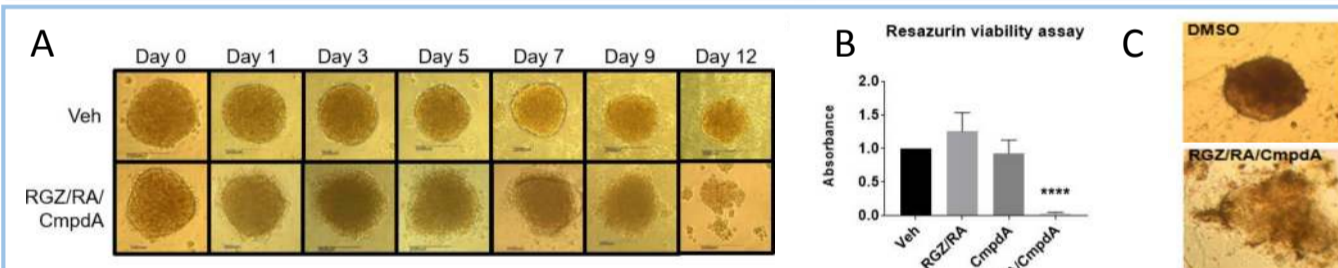 A
Day 0 Day 1 Day 3 Day 5 Day 7 Day 9 Day 12
Veh
RGZ/RA/
CmpdA
B
Resazurin viability assay
Absorbance
2.0
1.5
1.0
0.5
0.0
****
Veh
RGZ/RA
CmpdA
/CmpdA
C
DMSO
RGZ/RA/CmpdA